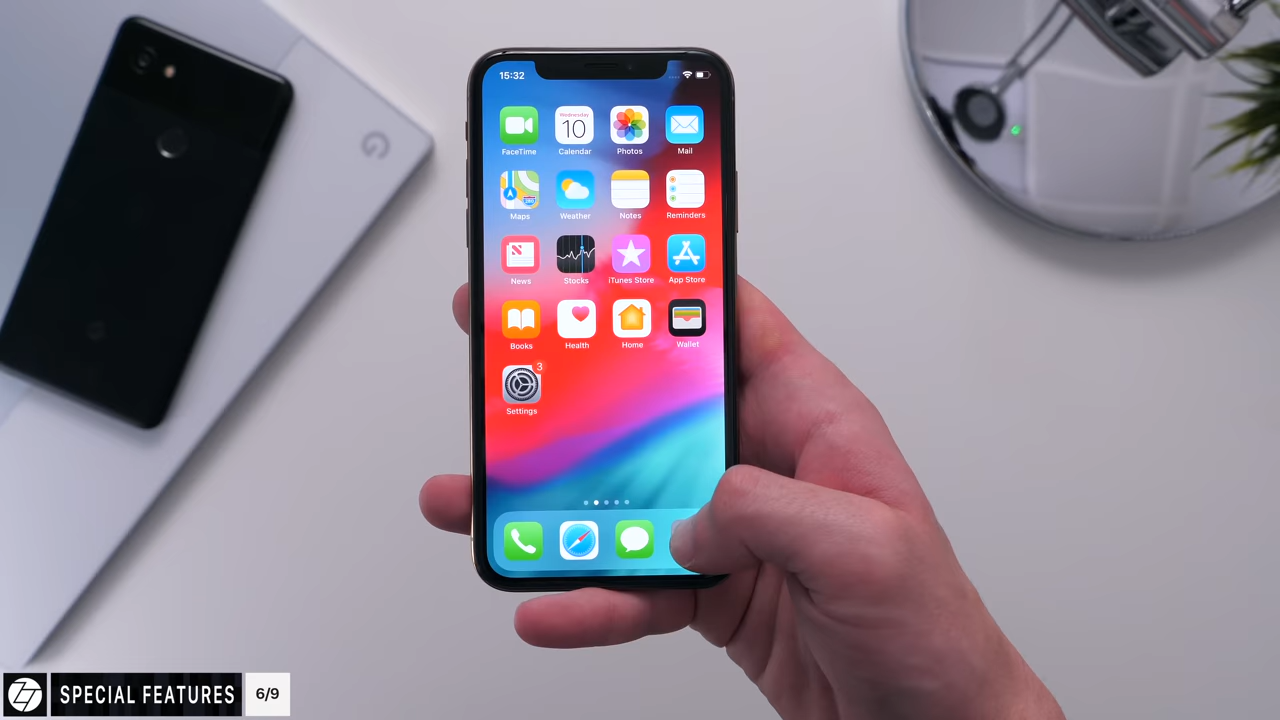 15:32
FaceTime
Wednesday
10
Calendar
Photos
Mail
Maps
Weather
Notes
Reminders
News
Stocks
iTunes Store
App Store
Books
Health
Home
Wallet
3
Settings
G
SPECIAL FEATURES 6/9